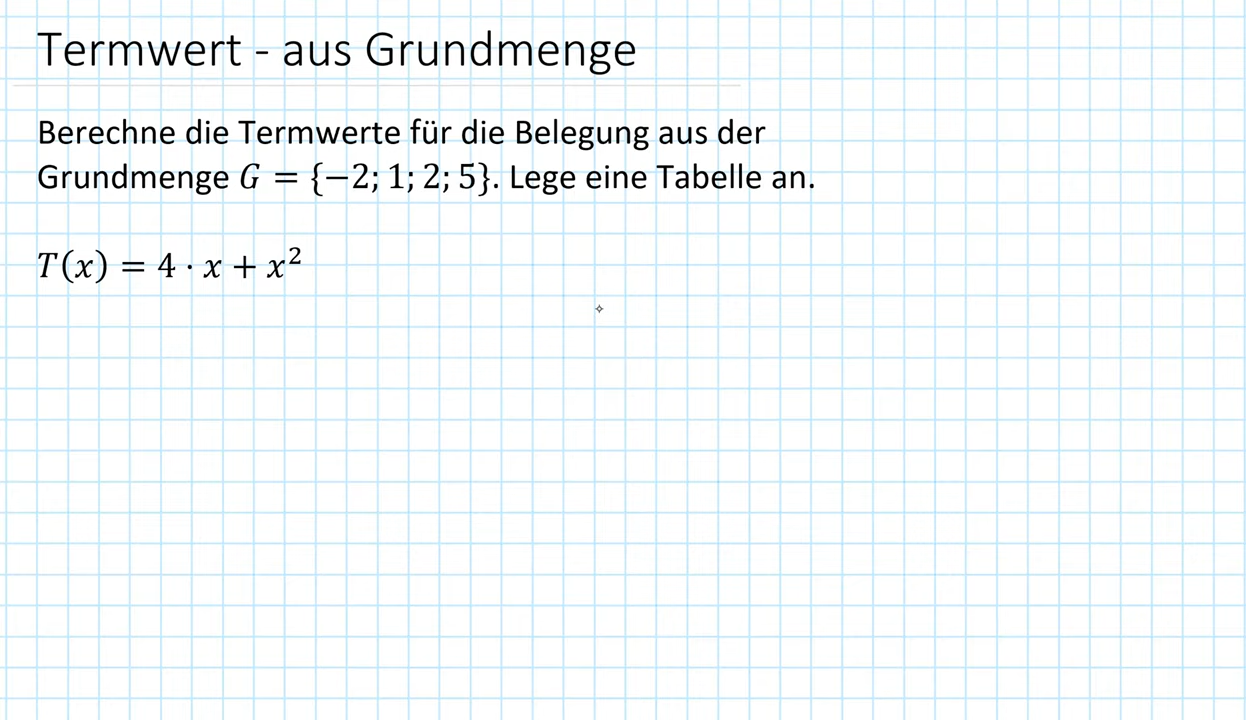 Termwert - aus Grundmenge
Berechne die Termwerte für die Belegung aus der
Grundmenge G = {−2; 1; 2; 5}. Lege eine Tabelle an.
T(x) = 4 · x + x²